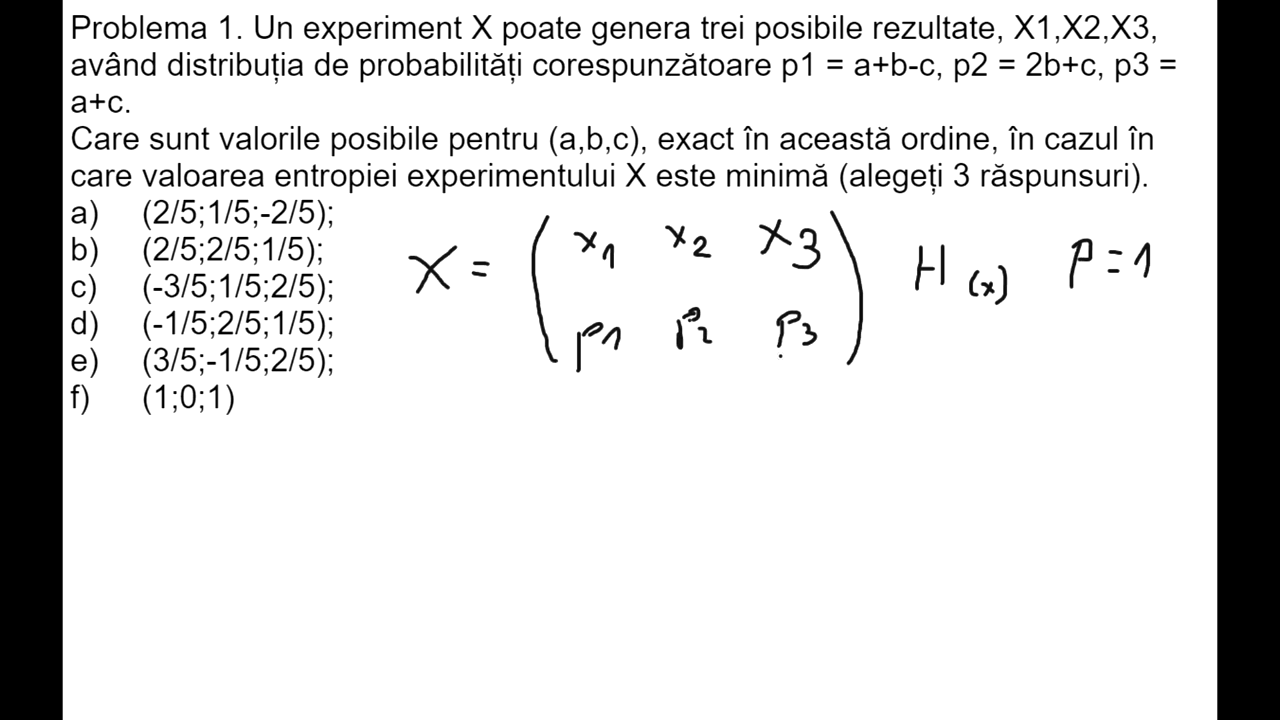 Problema 1. Un experiment X poate genera trei posibile rezultate, X1,X2,X3,
având distribuția de probabilități corespunzătoare p1 = a+b-c, p2 = 2b+c, p3 =
a+c.
Care sunt valorile posibile pentru (a,b,c), exact în această ordine, în cazul în
care valoarea entropiei experimentului X este minimă (alegeți 3 răspunsuri).
a) (2/5;1/5;-2/5);
b) (2/5;2/5;1/5);
c) (-3/5;1/5;2/5);
d) (-1/5;2/5;1/5);
e) (3/5;-1/5;2/5);
f) (1;0;1)
X = ( x1 x2 x3 ) H(x) P=1
p1 p2 p3